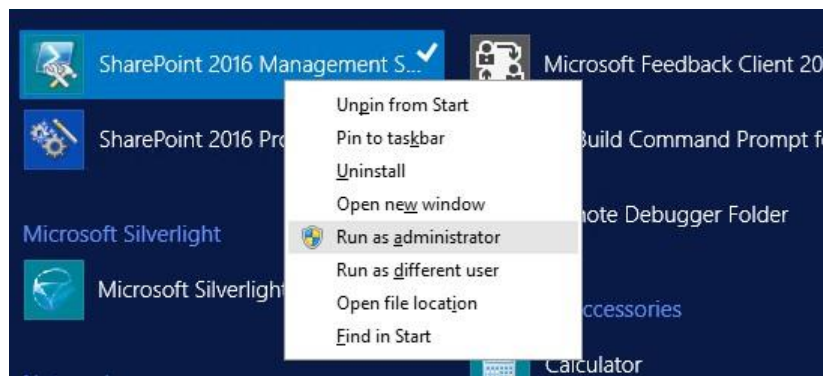 SharePoint 2016 Management S...
Microsoft Feedback Client 20
SharePoint 2016 Pro
Build Command Prompt f
Microsoft Silverlight
ote Debugger Folder
Microsoft Silverlight
ccessories
Calculator
Unpin from Start
Pin to taskbar
Uninstall
Open new window
Run as administrator
Run as different user
Open file location
Find in Start